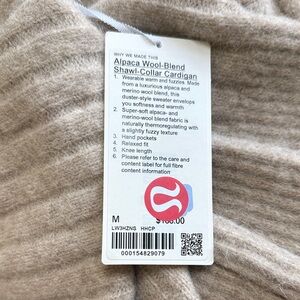 WHY WE MADE THIS
Alpaca Wool-Blend
Shawl-Collar Cardigan
1. Wearable warm and fuzzies. Made
from a luxurious alpaca and
merino wool blend, this
duster-style sweater envelops
you softness and warmth
2. Super-soft alpaca- and
merino-wool blend fabric is
naturally thermoregulating with
a slightly fuzzy texture
3. Hand pockets
4. Relaxed fit
5. Knee length
6. Please refer to the care and
content label for full fibre
content information
M
LW3HZNS HHCP
000154829079